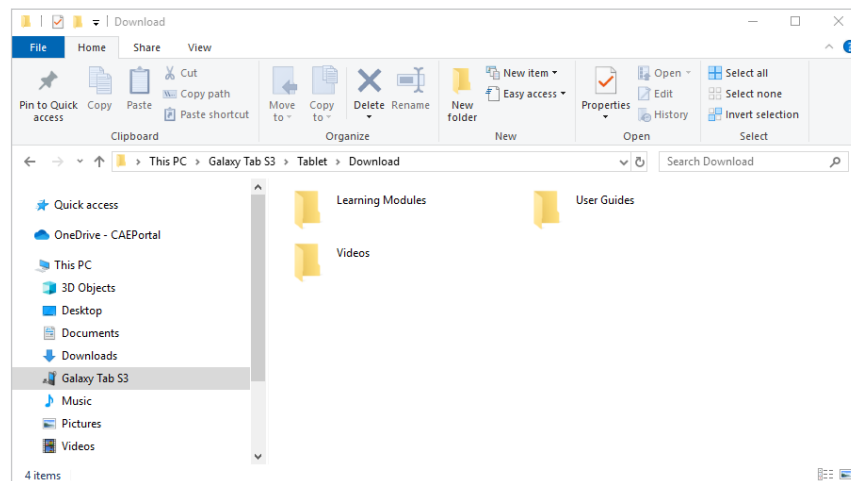 Download
File Home Share View
Pin to Quick access
Copy
Paste
Cut
Copy path
Paste shortcut
Clipboard
Move to
Copy to
Delete
Rename
Organize
New folder
New item
Easy access
New
Properties
Open
Edit
History
Open
Select all
Select none
Invert selection
Select
This PC > Galaxy Tab S3 > Tablet > Download
Search Download
Quick access
OneDrive - CAEPortal
This PC
3D Objects
Desktop
Documents
Downloads
Galaxy Tab S3
Music
Pictures
Videos
Learning Modules
User Guides
Videos
4 items